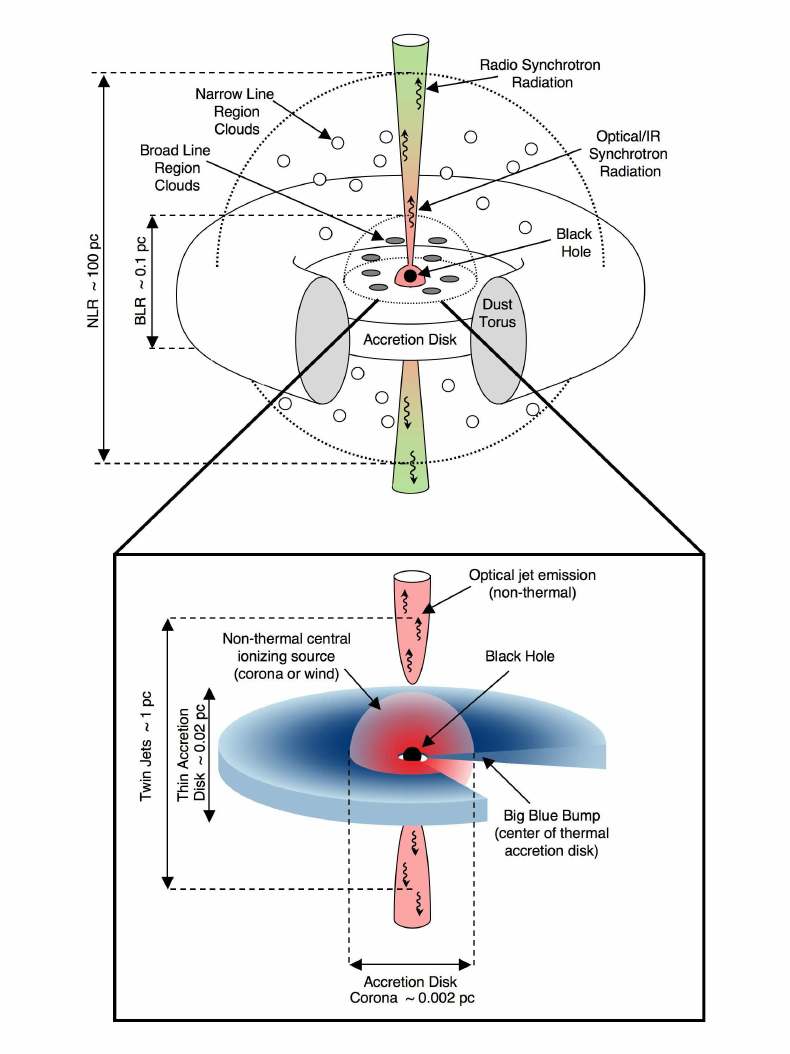 Radio Synchrotron
Radiation
Narrow Line
Region
Clouds
Broad Line
Region
Clouds
Optical/IR
Synchrotron
Radiation
Black
Hole
NLR ~ 100 pc
BLR ~ 0.1 pc
Dust
Torus
Accretion Disk
Optical jet emission
(non-thermal)
Non-thermal central
ionizing source
(corona or wind)
Black Hole
Twin Jets ~ 1 pc
Thin Accretion
Disk ~ 0.02 pc
Big Blue Bump
(center of thermal
accretion disk)
Accretion Disk
Corona ~ 0.002 pc